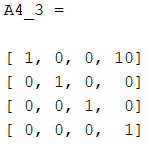 A4_3 =
[ 1, 0, 0, 10]
[ 0, 1, 0,  0]
[ 0, 0, 1,  0]
[ 0, 0, 0,  1]